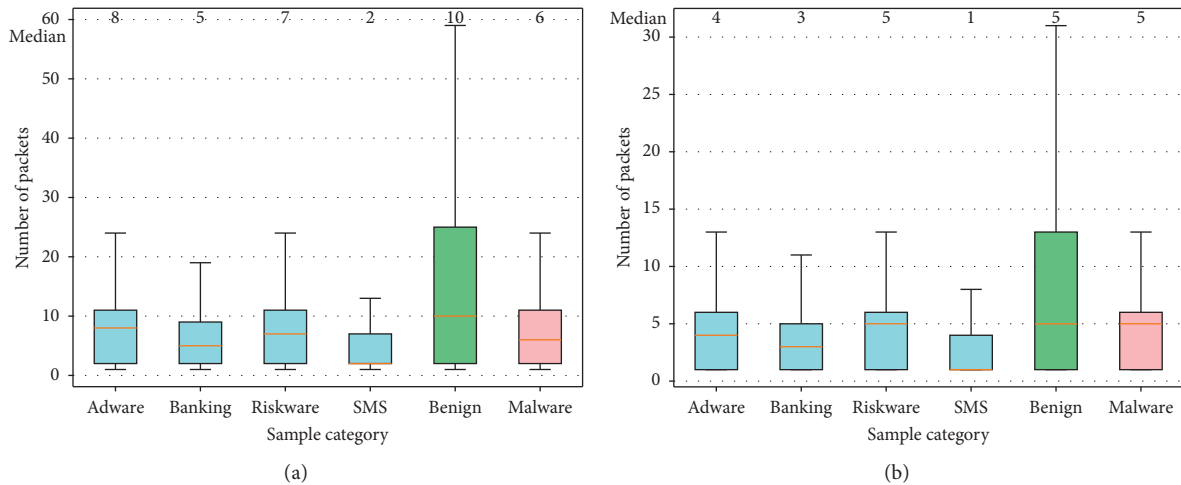 60 8 5 7 2 10 6
Median
50
40
30
20
10
0
Number of packets
Adware Banking Riskware SMS Benign Malware
Sample category
(a)
Median 4 3 5 1 5 5
30
25
20
15
10
5
0
Number of packets
Adware Banking Riskware SMS Benign Malware
Sample category
(b)